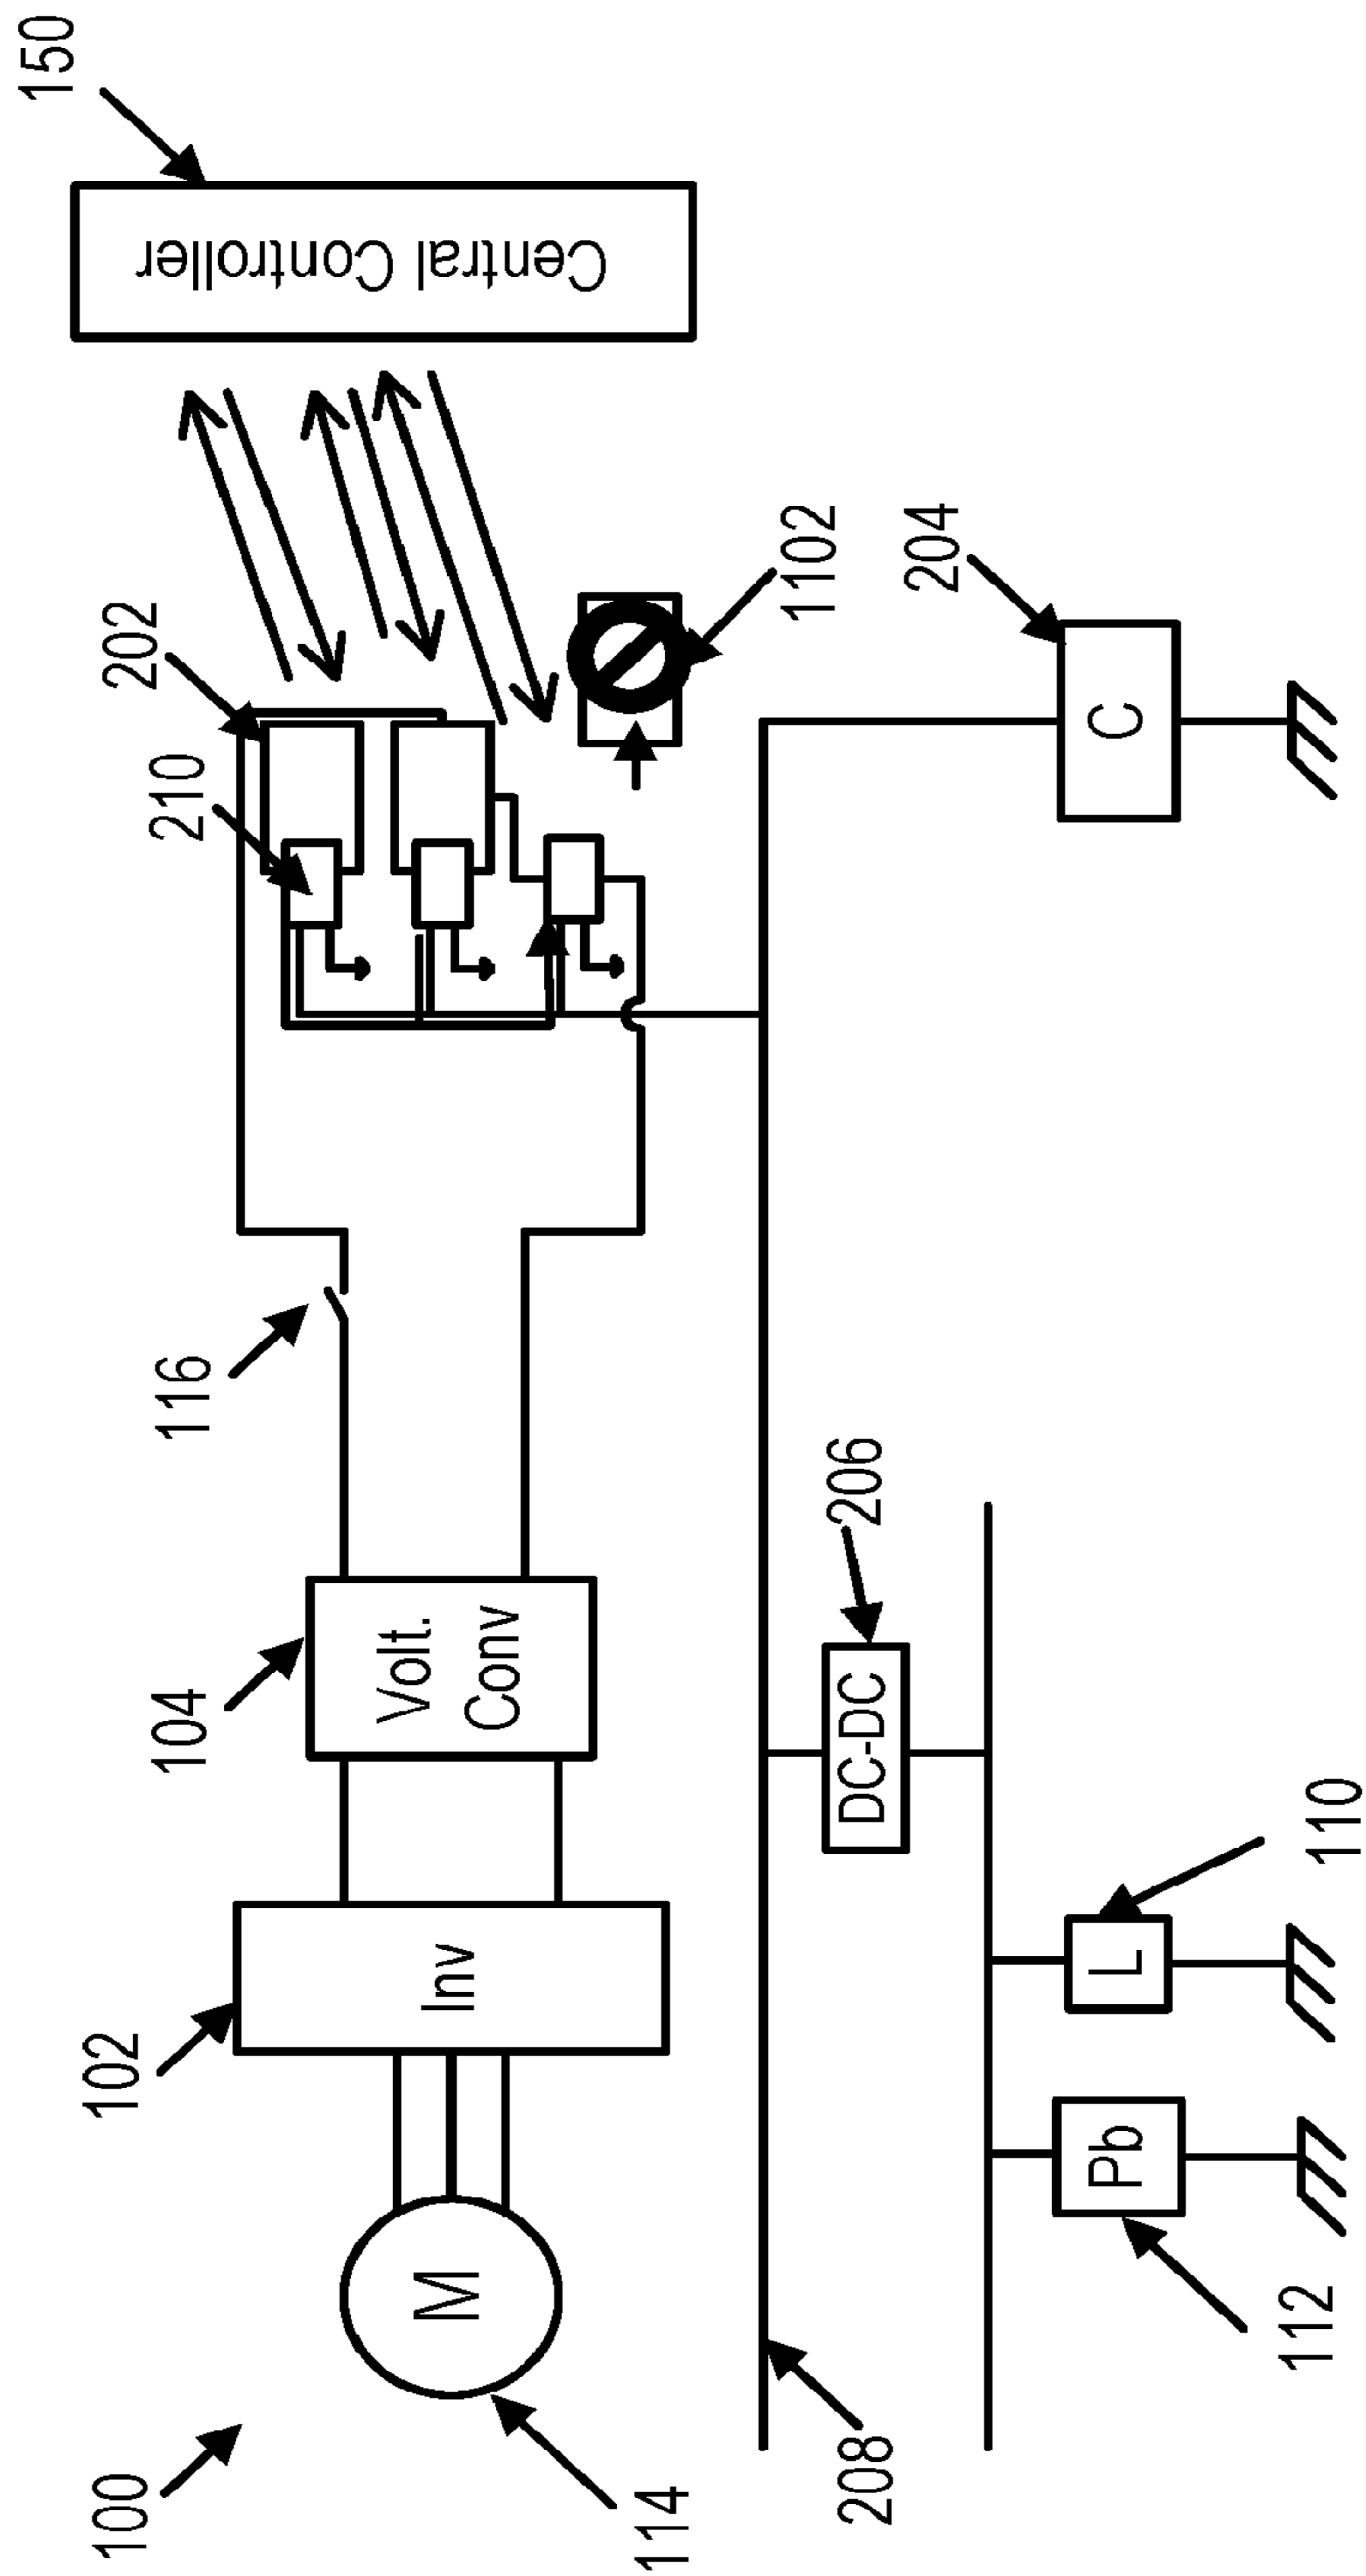 150
Central Controller
202
210
1102
204
C
116
104
Volt.
Conv
206
DC-DC
102
Inv
110
L
Pb
112
M
100
114
208